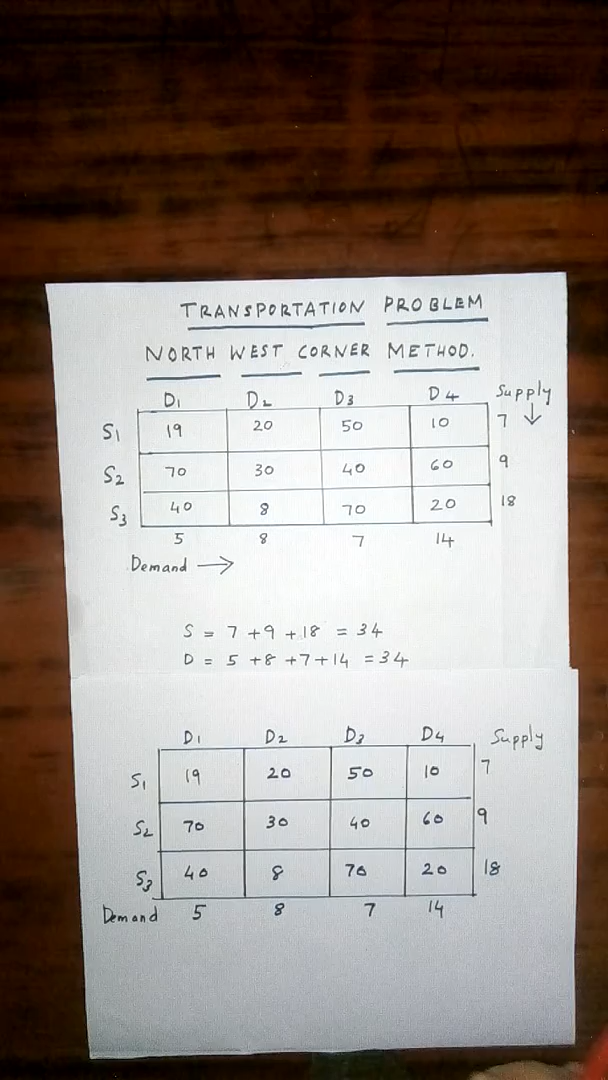 TRANSPORTATION PROBLEM
NORTH WEST CORNER METHOD.
D1 D2 D3 D4 Supply
S1 19 20 50 10 7 ↓
S2 70 30 40 60 9
S3 40 8 70 20 18
5 8 7 14
Demand →
S = 7 + 9 + 18 = 34
D = 5 + 8 + 7 + 14 = 34
D1 D2 D3 D4 Supply
S1 19 20 50 10 7
S2 70 30 40 60 9
S3 40 8 70 20 18
Demand 5 8 7 14